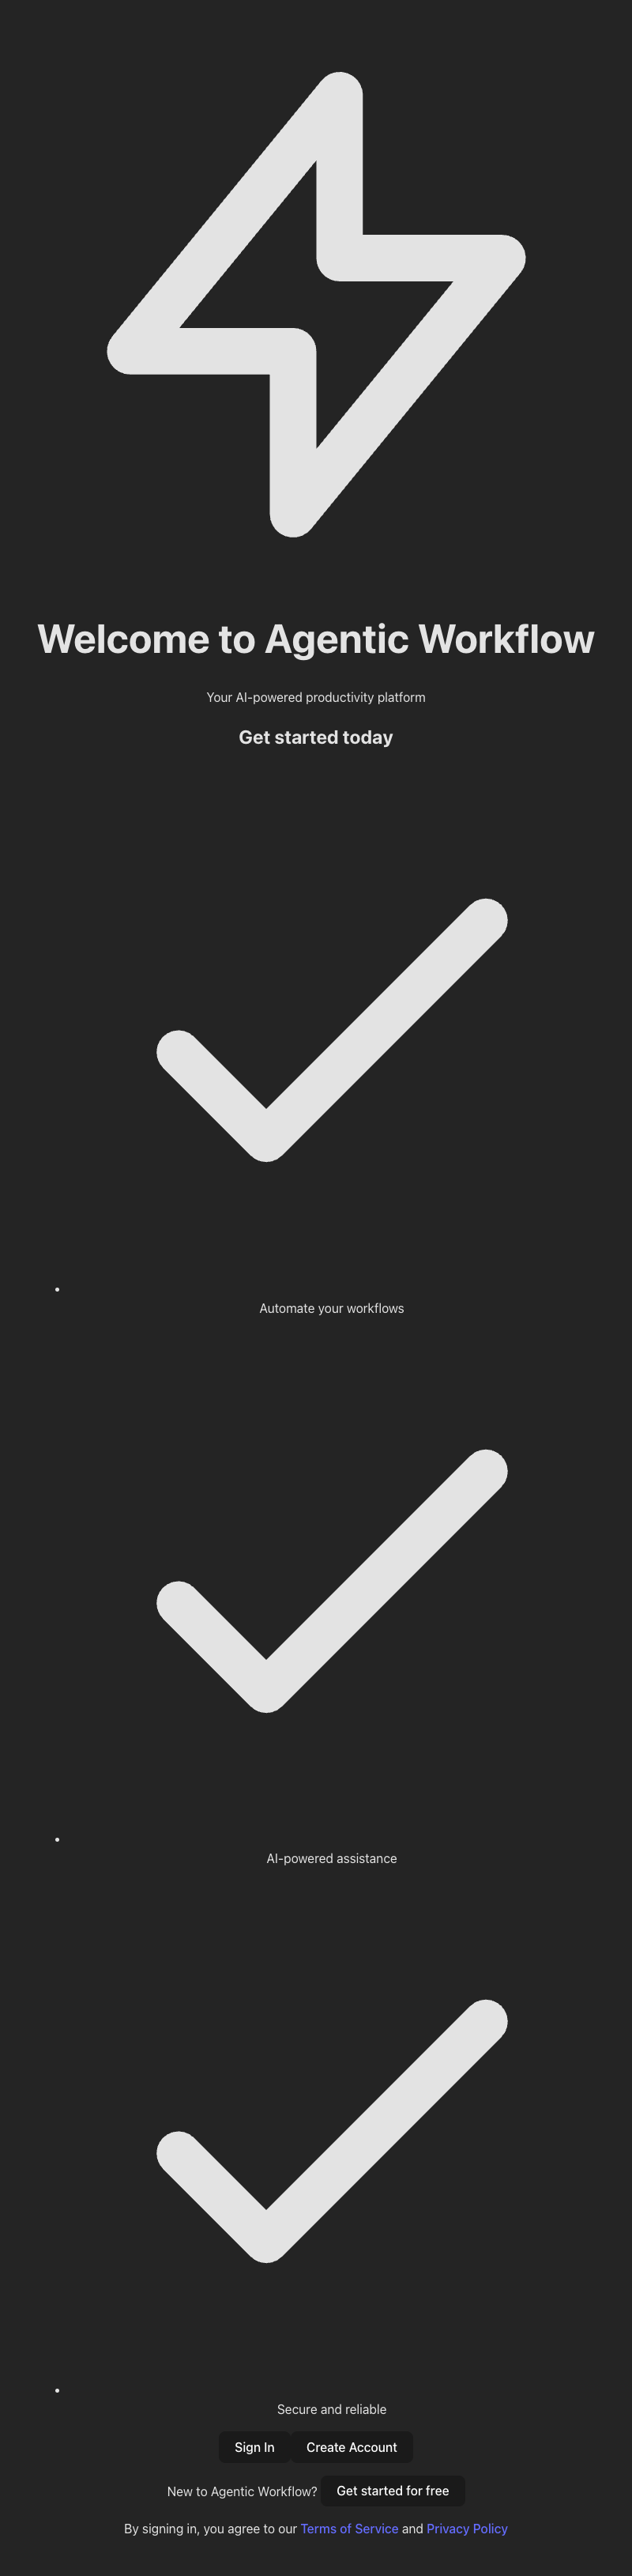 Welcome to Agentic Workflow
Your AI-powered productivity platform
Get started today
Automate your workflows
AI-powered assistance
Secure and reliable
Sign In Create Account
New to Agentic Workflow? Get started for free
By signing in, you agree to our Terms of Service and Privacy Policy